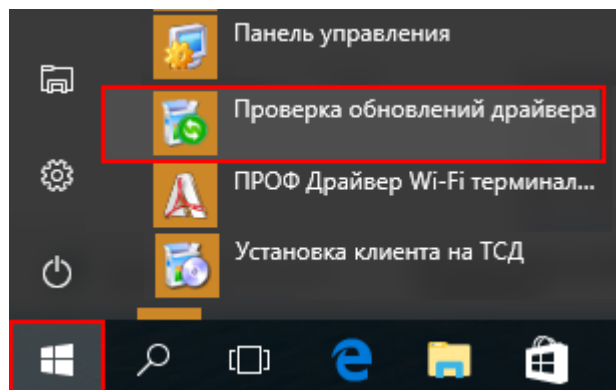 Панель управления
Проверка обновлений драйвера
ПРОФ Драйвер Wi-Fi терминал...
Установка клиента на ТСД